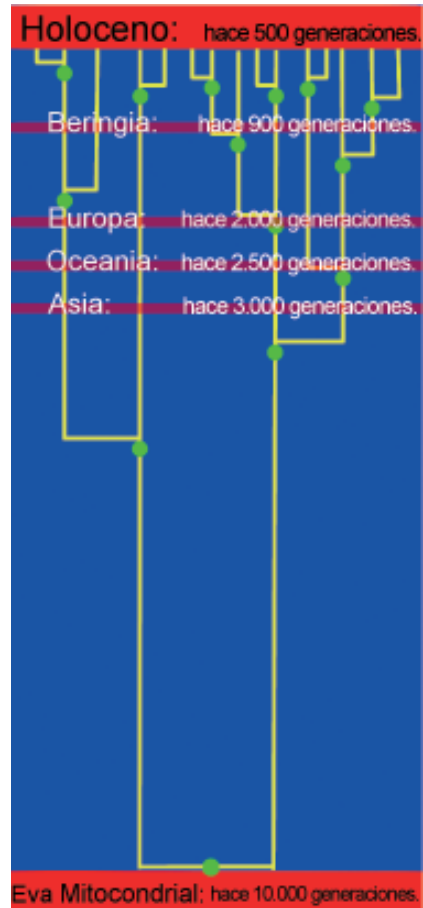 Holoceno: hace 500 generaciones.
Beringia: hace 900 generaciones.
Europa: hace 2.000 generaciones.
Oceania: hace 2.500 generaciones.
Asia: hace 3.000 generaciones.
Eva Mitocondrial: hace 10.000 generaciones.